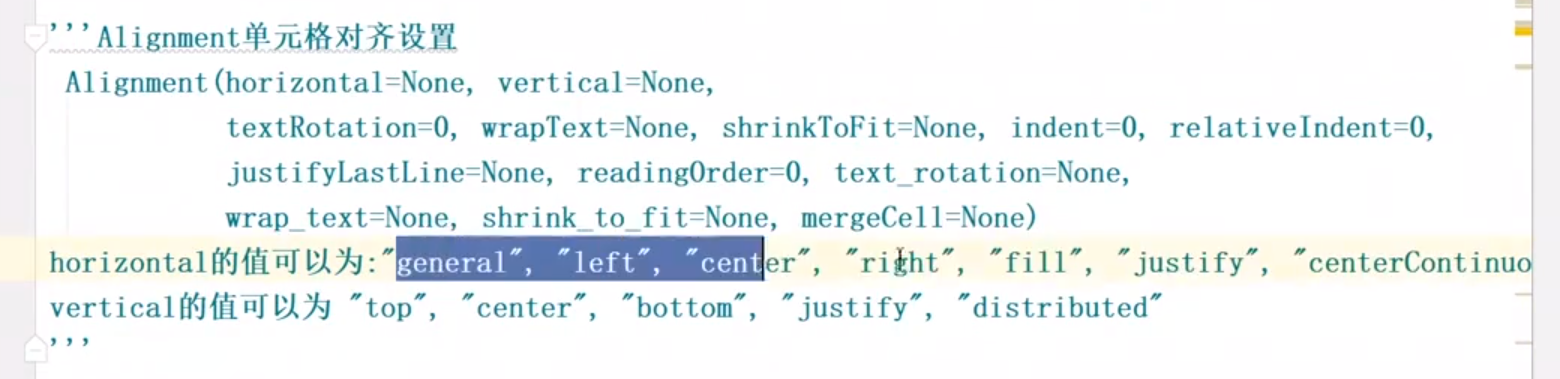 '''Alignment单元格对齐设置
Alignment(horizontal=None, vertical=None,
textRotation=0, wrapText=None, shrinkToFit=None, indent=0, relativeIndent=0,
justifyLastLine=None, readingOrder=0, text_rotation=None,
wrap_text=None, shrink_to_fit=None, mergeCell=None)
horizontal的值可以为:"general", "left", "center", "right", "fill", "justify", "centerContinuo
vertical的值可以为 "top", "center", "bottom", "justify", "distributed"
'''